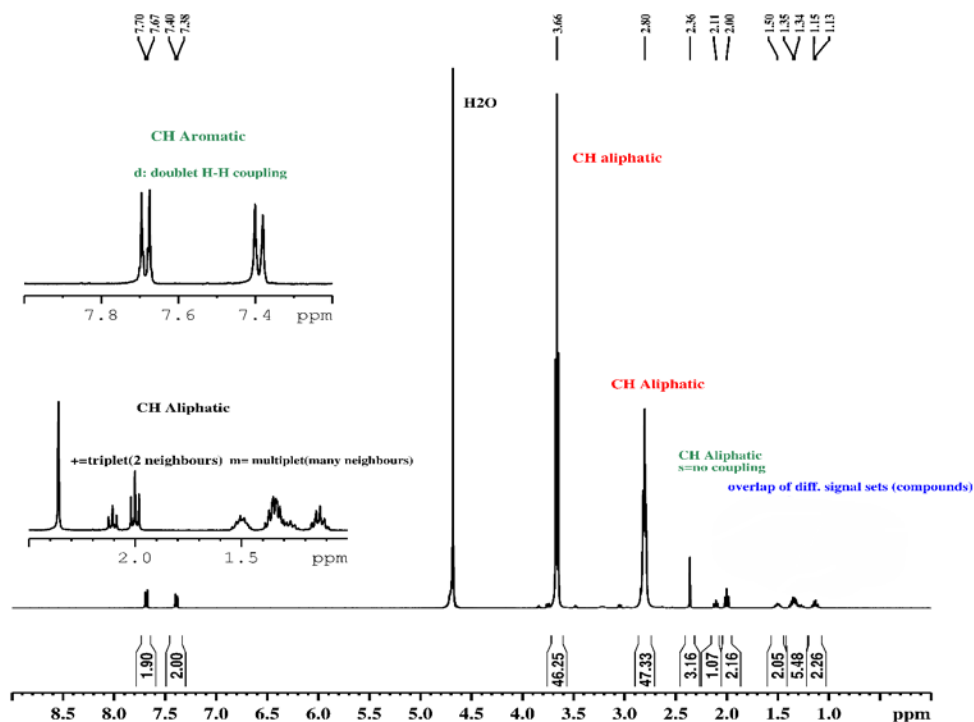 7.70 7.67 7.40 7.38 3.66 2.80 2.36 2.11 2.00 1.50 1.35 1.34 1.15 1.13
H2O
CH Aromatic
d: doublet H-H coupling
CH aliphatic
7.8 7.6 7.4 ppm
CH Aliphatic
CH Aliphatic
+=triplet(2 neighbours) m= multiplet(many neighbours)
CH Aliphatic
s=no coupling
overlap of diff. signal sets (compounds)
2.0 1.5 ppm
1.90 2.00 46.25 47.33 3.16 1.07 2.16 2.05 5.48 2.26
8.5 8.0 7.5 7.0 6.5 6.0 5.5 5.0 4.5 4.0 3.5 3.0 2.5 2.0 1.5 1.0 ppm